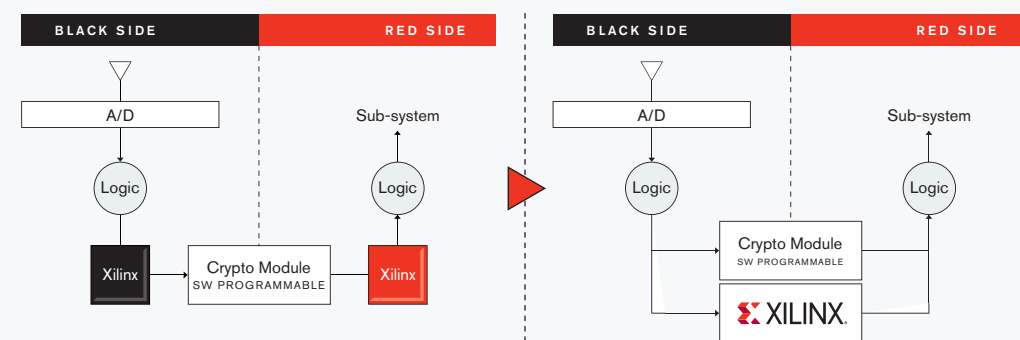 BLACK SIDE
RED SIDE
A/D
Sub-system
Logic
Logic
Xilinx
Crypto Module
SW PROGRAMMABLE
Xilinx
BLACK SIDE
RED SIDE
A/D
Sub-system
Logic
Logic
Crypto Module
SW PROGRAMMABLE
XILINX.